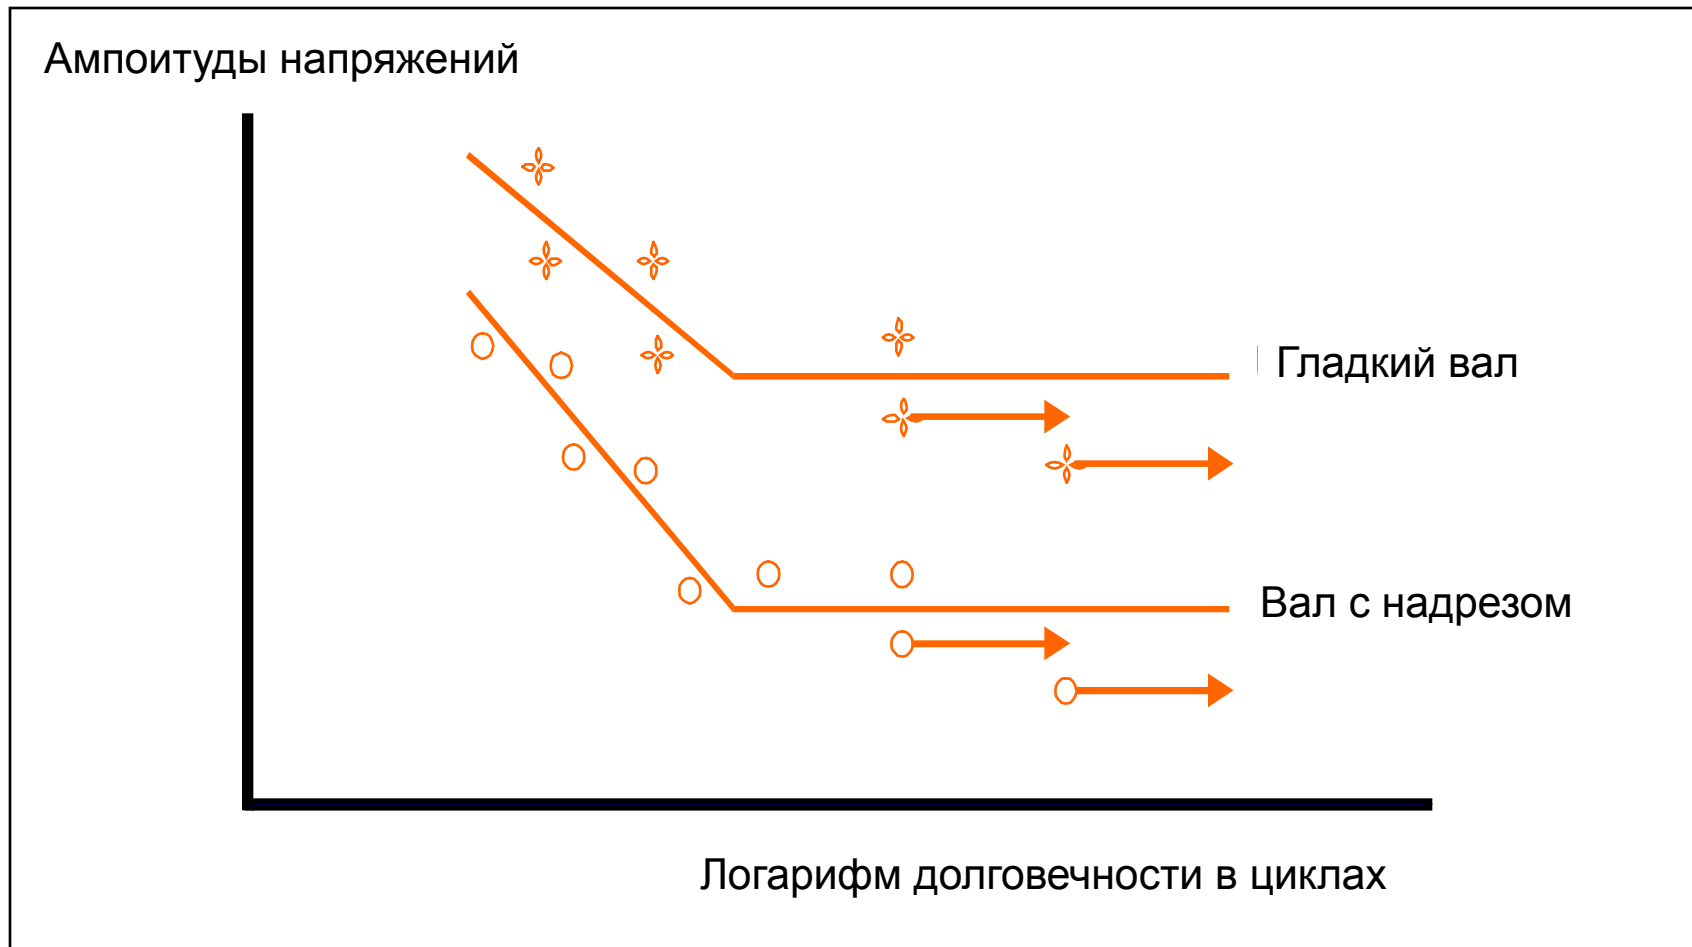 Ампоитуды напряжений
Гладкий вал
Вал с надрезом
Логарифм долговечности в циклах